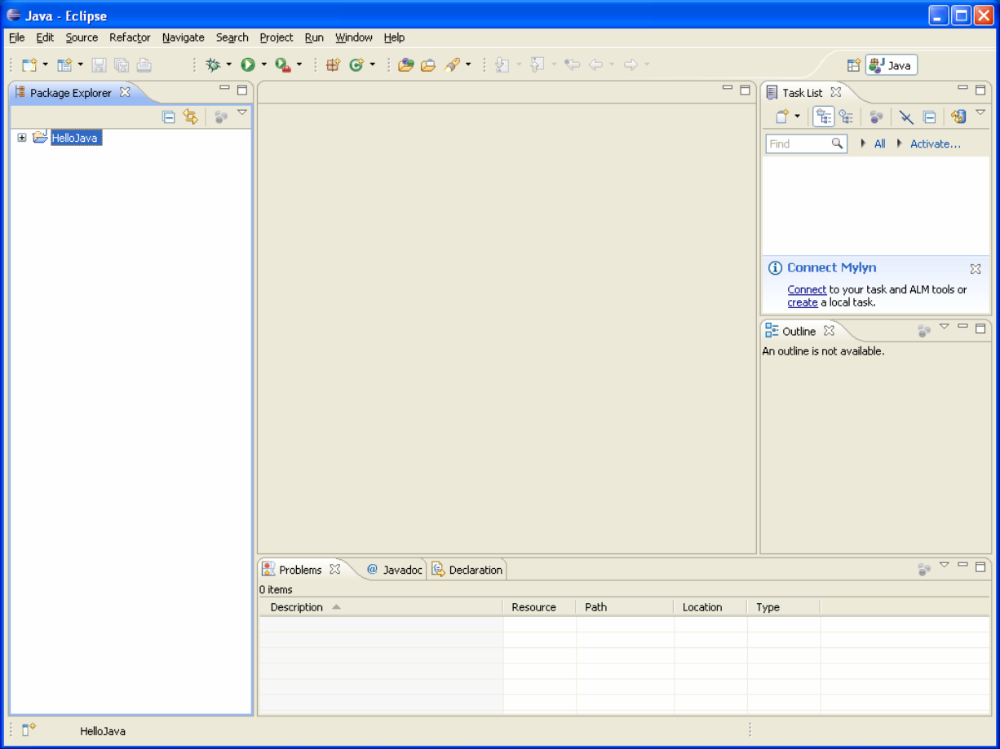 Java - Eclipse
File Edit Source Refactor Navigate Search Project Run Window Help
Java
Package Explorer
HelloJava
Task List
Find All Activate...
Connect Mylyn
Connect to your task and ALM tools or
create a local task.
Outline
An outline is not available.
Problems @ Javadoc Declaration
0 items
Description Resource Path Location Type
HelloJava